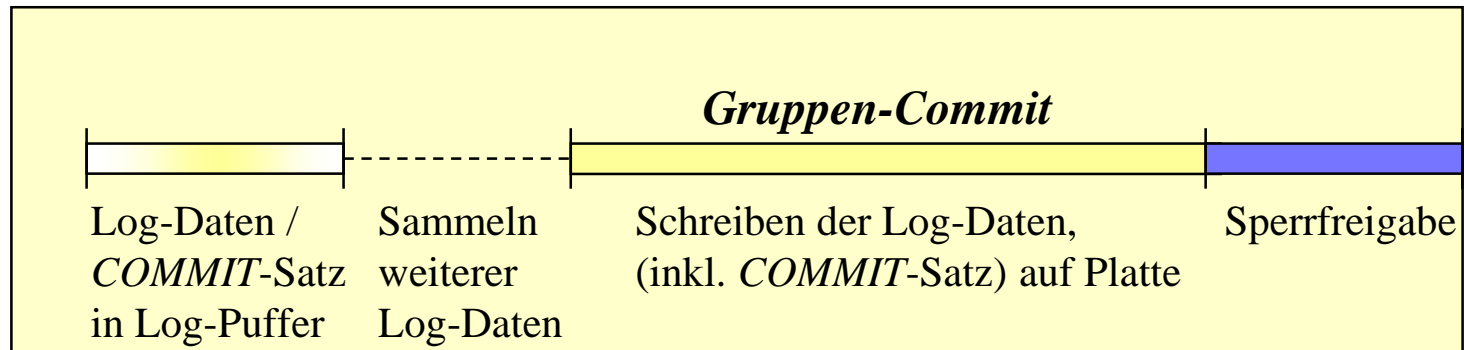 Gruppen-Commit
Log-Daten /
COMMIT-Satz
in Log-Puffer
Sammeln
weiterer
Log-Daten
Schreiben der Log-Daten,
(inkl. COMMIT-Satz) auf Platte
Sperrfreigabe